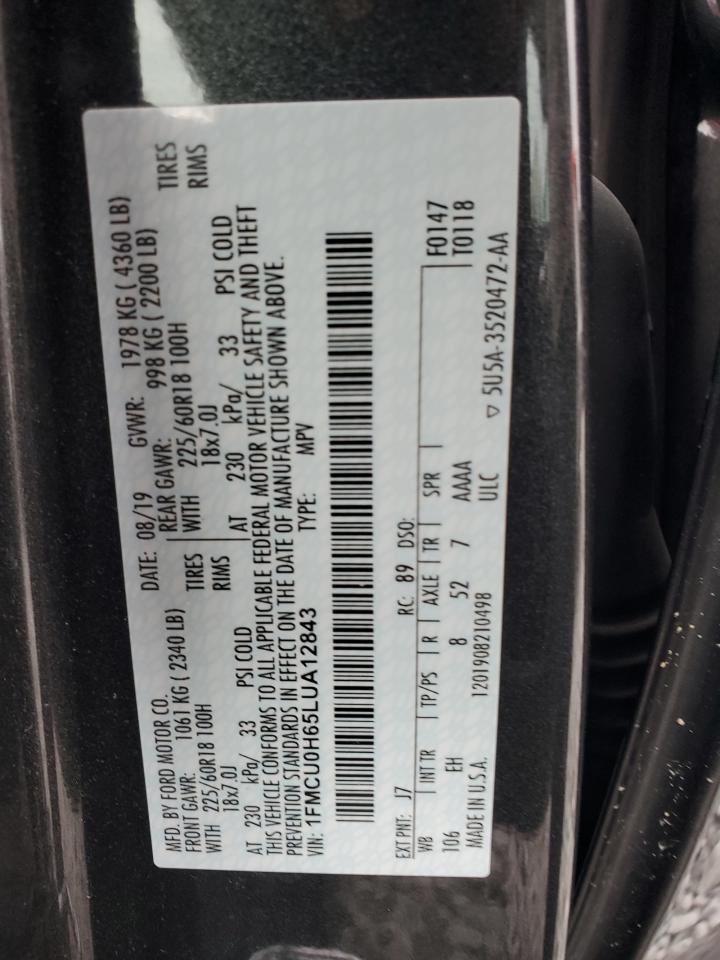 MFD. BY FORD MOTOR CO. DATE: 08/19 GVWR: 1978 KG ( 4360 LB)
FRONT GAWR: 1061 KG ( 2340 LB) REAR GAWR: 998 KG ( 2200 LB)
WITH 225/60R18 100H TIRES WITH 225/60R18 100H TIRES
18x7.0J RIMS 18x7.0J RIMS
AT 230 kPa/ 33 PSI COLD AT 230 kPa/ 33 PSI COLD
THIS VEHICLE CONFORMS TO ALL APPLICABLE FEDERAL MOTOR VEHICLE SAFETY AND THEFT
PREVENTION STANDARDS IN EFFECT ON THE DATE OF MANUFACTURE SHOWN ABOVE.
VIN: 1FMCU0H65LUA12843 TYPE: MPV
EXT PNT: J7 RC: 89 DSO: F0147
WB INT TR TP/PS R AXLE TR SPR T0118
106 EH 8 52 7 AAAA
MADE IN U.S.A. 1201908210498 ULC ▽ 5U5A-3520472-AA